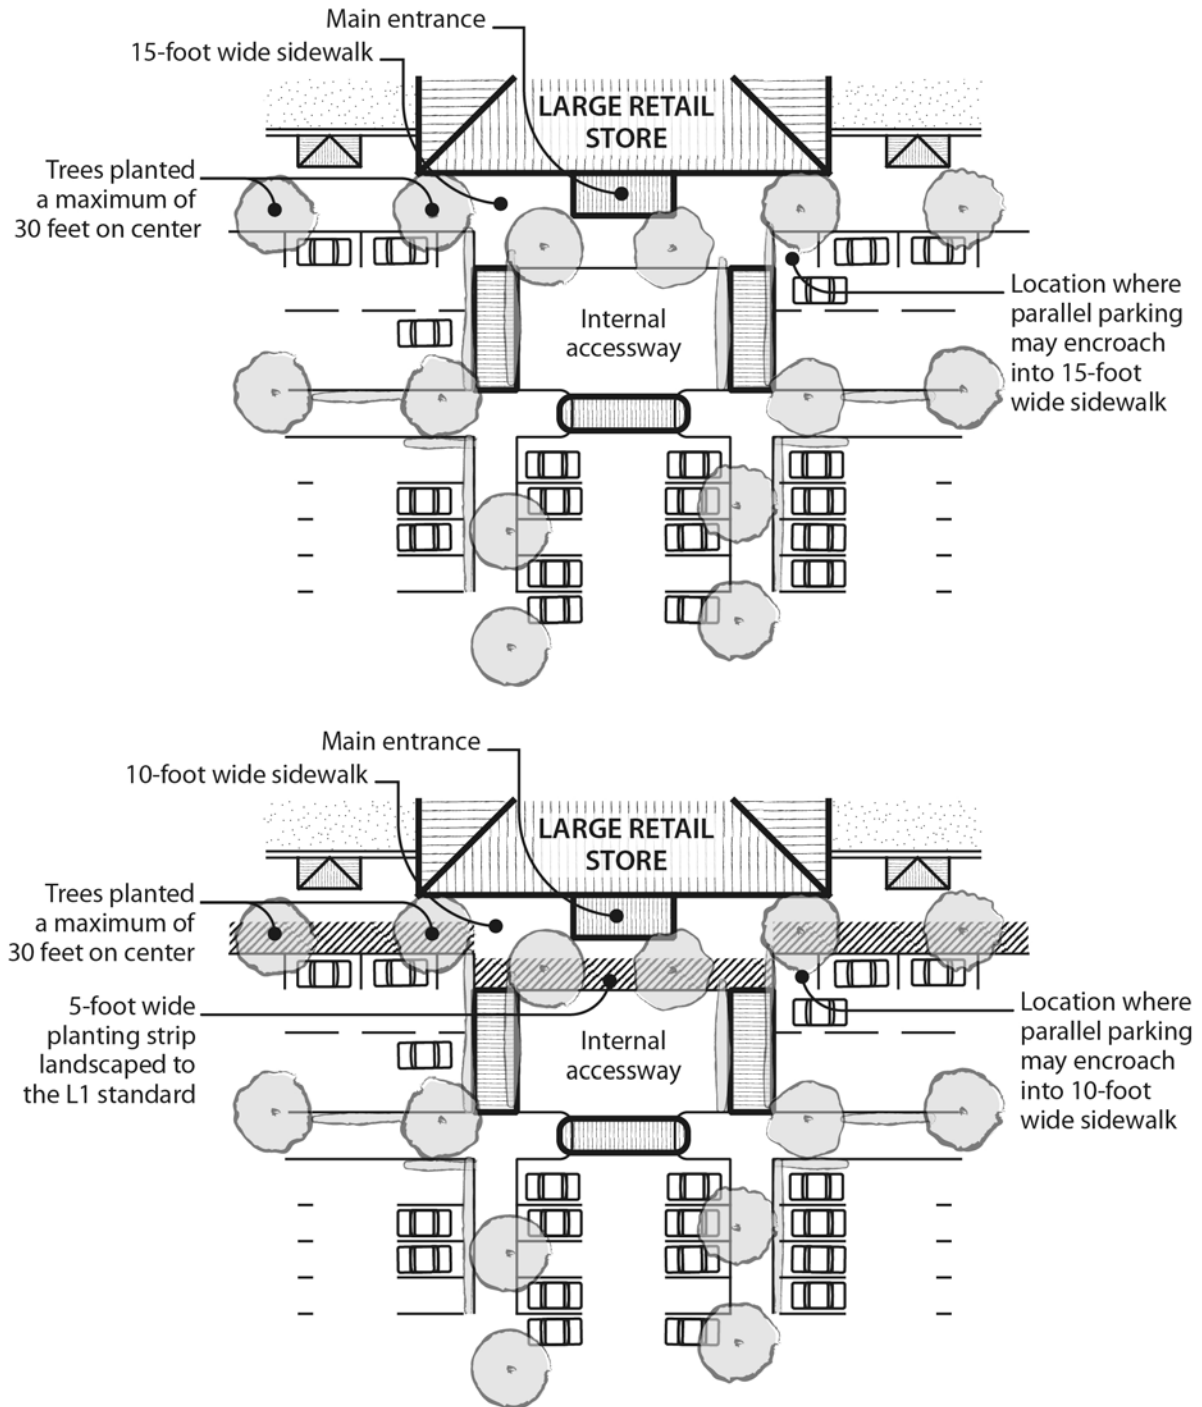 Main entrance
15-foot wide sidewalk
LARGE RETAIL
STORE
Trees planted
a maximum of
30 feet on center
Internal
accessway
Location where
parallel parking
may encroach
into 15-foot
wide sidewalk
Main entrance
10-foot wide sidewalk
LARGE RETAIL
STORE
Trees planted
a maximum of
30 feet on center
5-foot wide
planting strip
landscaped to
the L1 standard
Internal
accessway
Location where
parallel parking
may encroach
into 10-foot
wide sidewalk